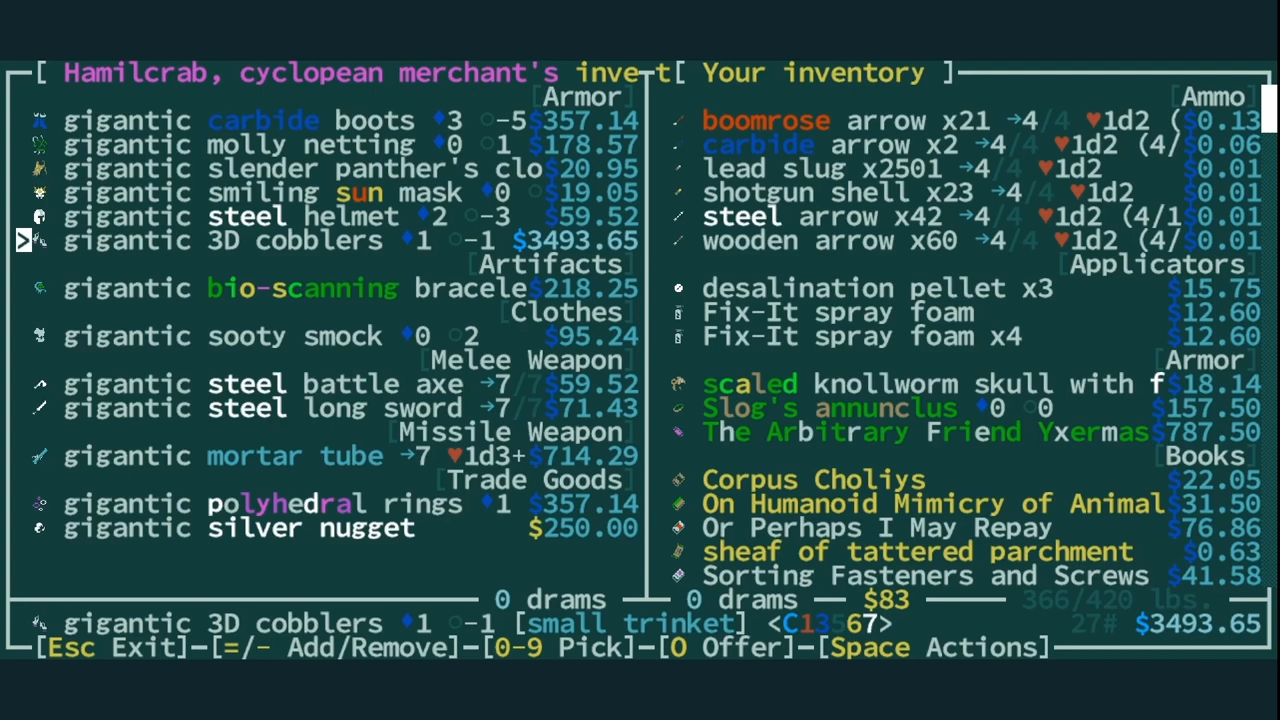 [ Hamilcrab, cyclopean merchant's invent
[Armor]
gigantic carbide boots ♦3 ○-5 $357.14
gigantic molly netting ♦0 ○1 $178.57
gigantic slender panther's clo $20.95
gigantic smiling sun mask ♦0 ○ $19.05
gigantic steel helmet ♦2 ○-3 $59.52
> gigantic 3D cobblers ♦1 ○-1 $3493.65
[Artifacts]
gigantic bio-scanning bracele $218.25
[Clothes]
gigantic sooty smock ♦0 ○2 $95.24
[Melee Weapon]
gigantic steel battle axe →7/7 $59.52
gigantic steel long sword →7/7 $71.43
[Missile Weapon]
gigantic mortar tube →7 ♥1d3+ $714.29
[Trade Goods]
gigantic polyhedral rings ♦1 $357.14
gigantic silver nugget $250.00
[ Your inventory ]
[Ammo]
boomrose arrow x21 →4/4 ♥1d2 ( $0.13
carbide arrow x2 →4/4 ♥1d2 (4/ $0.06
lead slug x2501 →4/4 ♥1d2 $0.01
shotgun shell x23 →4/4 ♥1d2 $0.01
steel arrow x42 →4/4 ♥1d2 (4/1 $0.01
wooden arrow x60 →4/4 ♥1d2 (4/ $0.01
[Applicators]
desalination pellet x3 $15.75
Fix-It spray foam $12.60
Fix-It spray foam x4 $12.60
[Armor]
scaled knollworm skull with f $18.14
Slog's annunclus ♦0 ○0 $157.50
The Arbitrary Friend Yxermas $787.50
[Books]
Corpus Choliys $22.05
On Humanoid Mimicry of Animal $31.50
Or Perhaps I May Repay $76.86
sheaf of tattered parchment $0.63
Sorting Fasteners and Screws $41.58
0 drams 0 drams $83 366/420 lbs.
gigantic 3D cobblers ♦1 ○-1 [small trinket] <C13567> 27# $3493.65
[Esc Exit]-[=/- Add/Remove]-[0-9 Pick]-[O Offer]-[Space Actions]